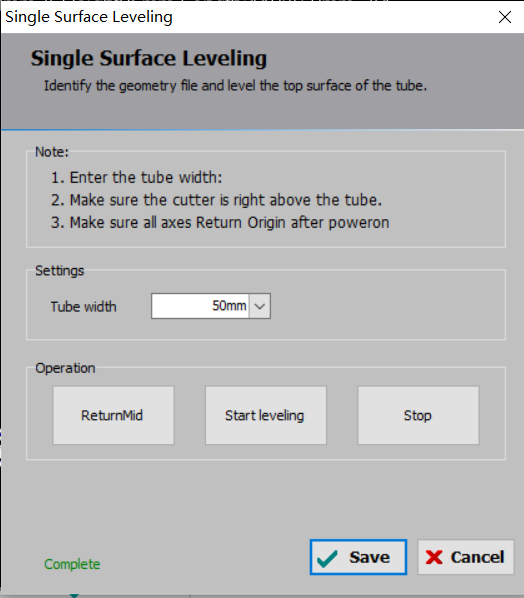 Single Surface Leveling
Single Surface Leveling
Identify the geometry file and level the top surface of the tube.
Note:
1. Enter the tube width:
2. Make sure the cutter is right above the tube.
3. Make sure all axes Return Origin after poweron
Settings
Tube width 50mm
Operation
ReturnMid Start leveling Stop
Complete Save Cancel